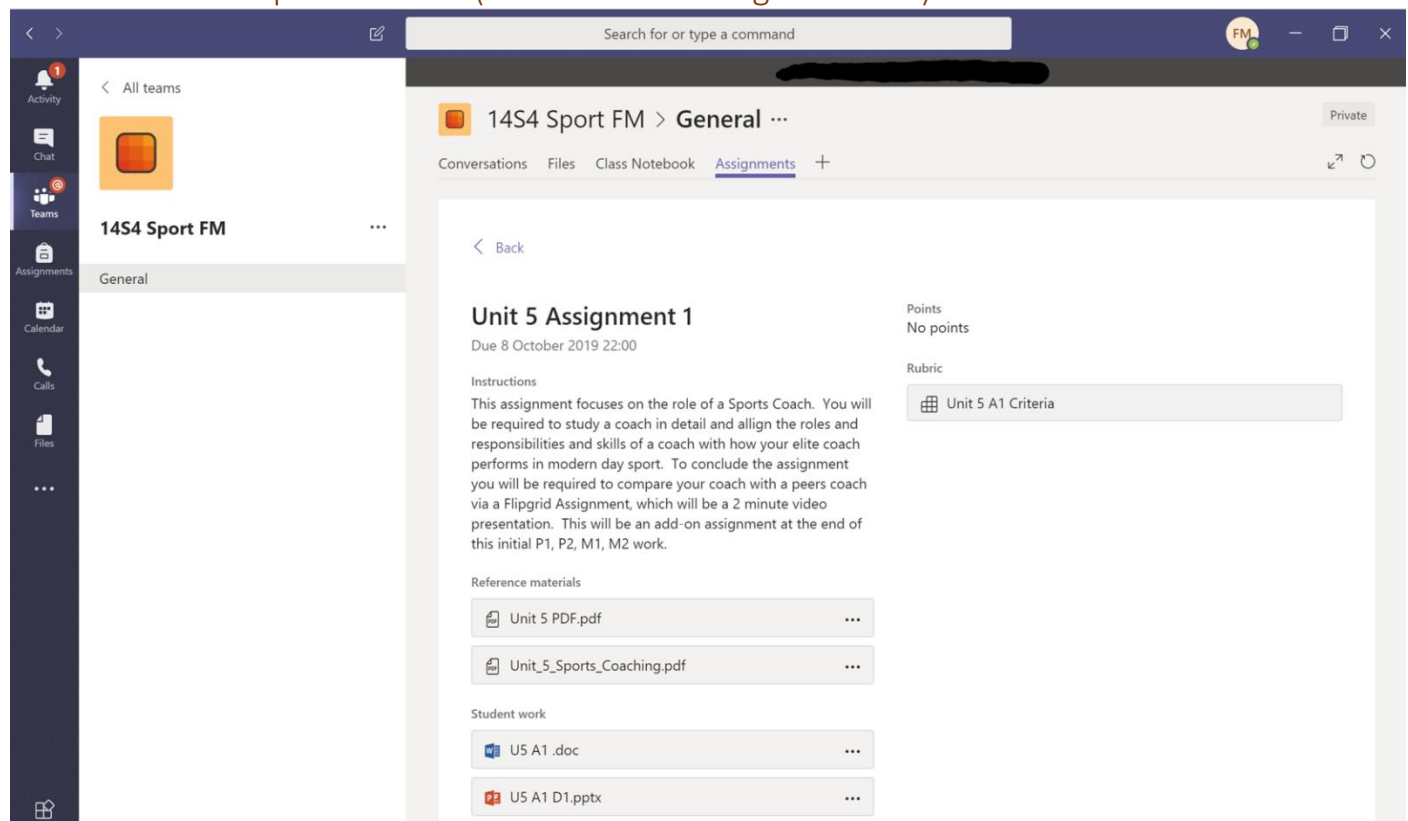 Search for or type a command
FM
1
Activity
Chat
Teams
Assignments
Calendar
Calls
Files
All teams
14S4 Sport FM
General
14S4 Sport FM > General
Private
Conversations Files Class Notebook Assignments +
Back
Unit 5 Assignment 1
Due 8 October 2019 22:00
Instructions
This assignment focuses on the role of a Sports Coach. You will
be required to study a coach in detail and allign the roles and
responsibilities and skills of a coach with how your elite coach
performs in modern day sport. To conclude the assignment
you will be required to compare your coach with a peers coach
via a Flipgrid Assignment, which will be a 2 minute video
presentation. This will be an add-on assignment at the end of
this initial P1, P2, M1, M2 work.
Reference materials
Unit 5 PDF.pdf
Unit_5_Sports_Coaching.pdf
Student work
U5 A1 .doc
U5 A1 D1.pptx
Points
No points
Rubric
Unit 5 A1 Criteria